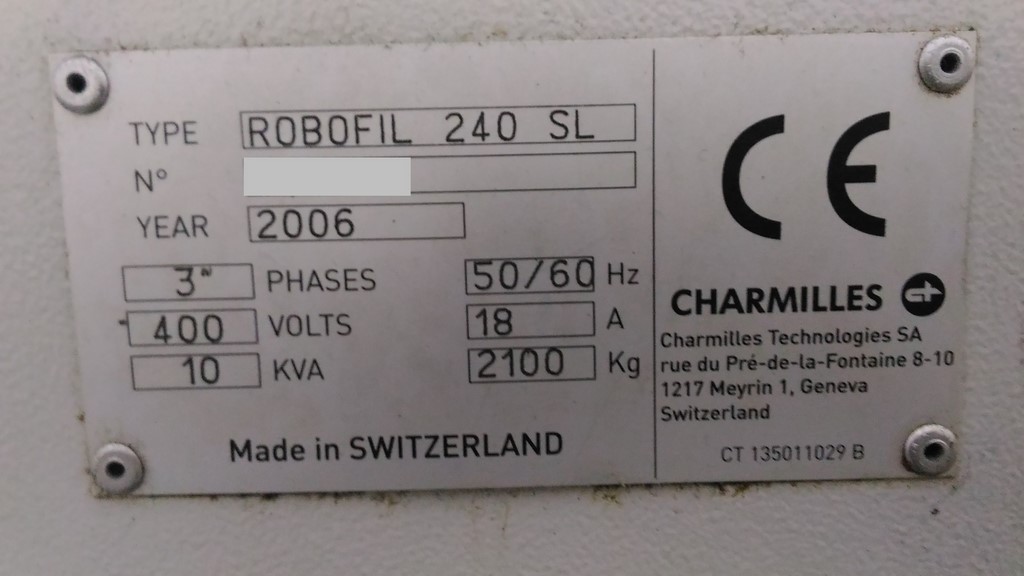 TYPE ROBOFIL 240 SL
N°
YEAR 2006
3~ PHASES 50/60 Hz
400 VOLTS 18 A
10 KVA 2100 Kg
Made in SWITZERLAND
CE
CHARMILLES
Charmilles Technologies SA
rue du Pré-de-la-Fontaine 8-10
1217 Meyrin 1, Geneva
Switzerland
CT 135011029 B